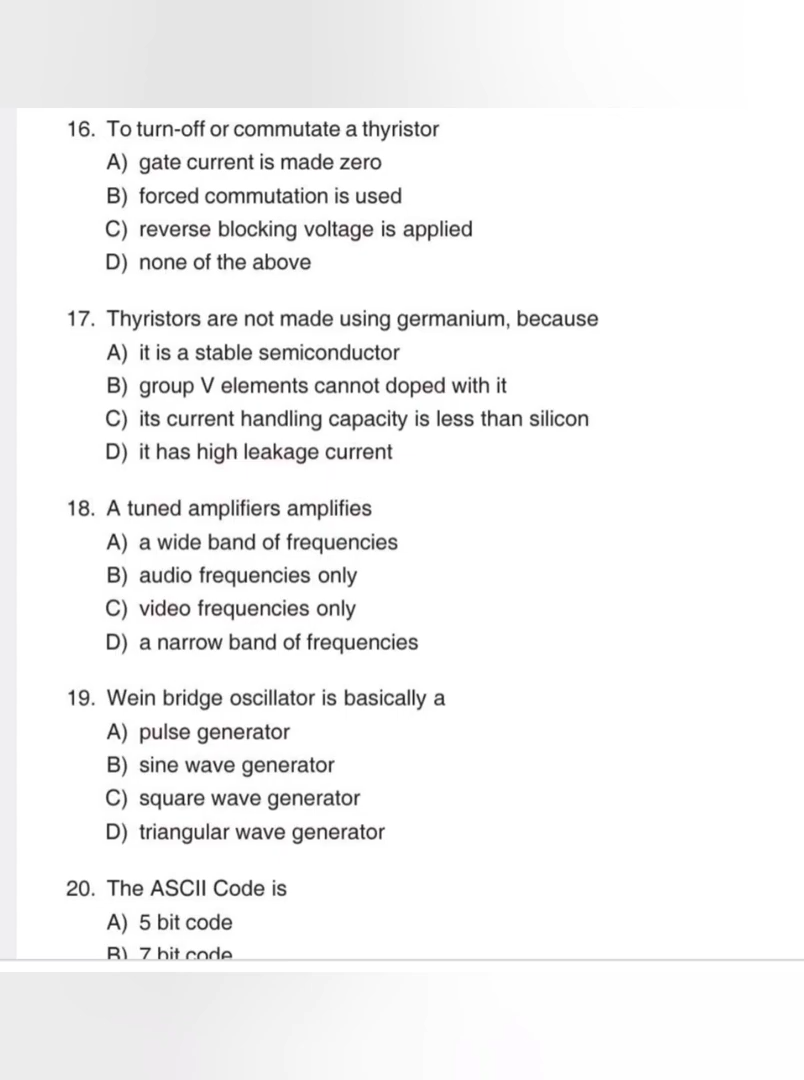 16. To turn-off or commutate a thyristor
A) gate current is made zero
B) forced commutation is used
C) reverse blocking voltage is applied
D) none of the above
17. Thyristors are not made using germanium, because
A) it is a stable semiconductor
B) group V elements cannot doped with it
C) its current handling capacity is less than silicon
D) it has high leakage current
18. A tuned amplifiers amplifies
A) a wide band of frequencies
B) audio frequencies only
C) video frequencies only
D) a narrow band of frequencies
19. Wein bridge oscillator is basically a
A) pulse generator
B) sine wave generator
C) square wave generator
D) triangular wave generator
20. The ASCII Code is
A) 5 bit code
B) 7 bit code